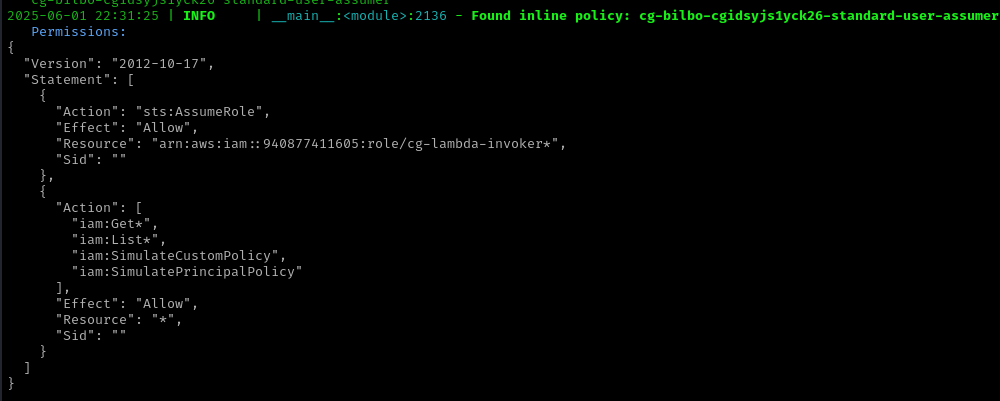 cg-bilbo-cgidsyjs1yck26-standard-user-assumer
2025-06-01 22:31:25 | INFO     | __main__:<module>:2136 - Found inline policy: cg-bilbo-cgidsyjs1yck26-standard-user-assumer
   Permissions:
{
  "Version": "2012-10-17",
  "Statement": [
    {
      "Action": "sts:AssumeRole",
      "Effect": "Allow",
      "Resource": "arn:aws:iam::940877411605:role/cg-lambda-invoker*",
      "Sid": ""
    },
    {
      "Action": [
        "iam:Get*",
        "iam:List*",
        "iam:SimulateCustomPolicy",
        "iam:SimulatePrincipalPolicy"
      ],
      "Effect": "Allow",
      "Resource": "*",
      "Sid": ""
    }
  ]
}